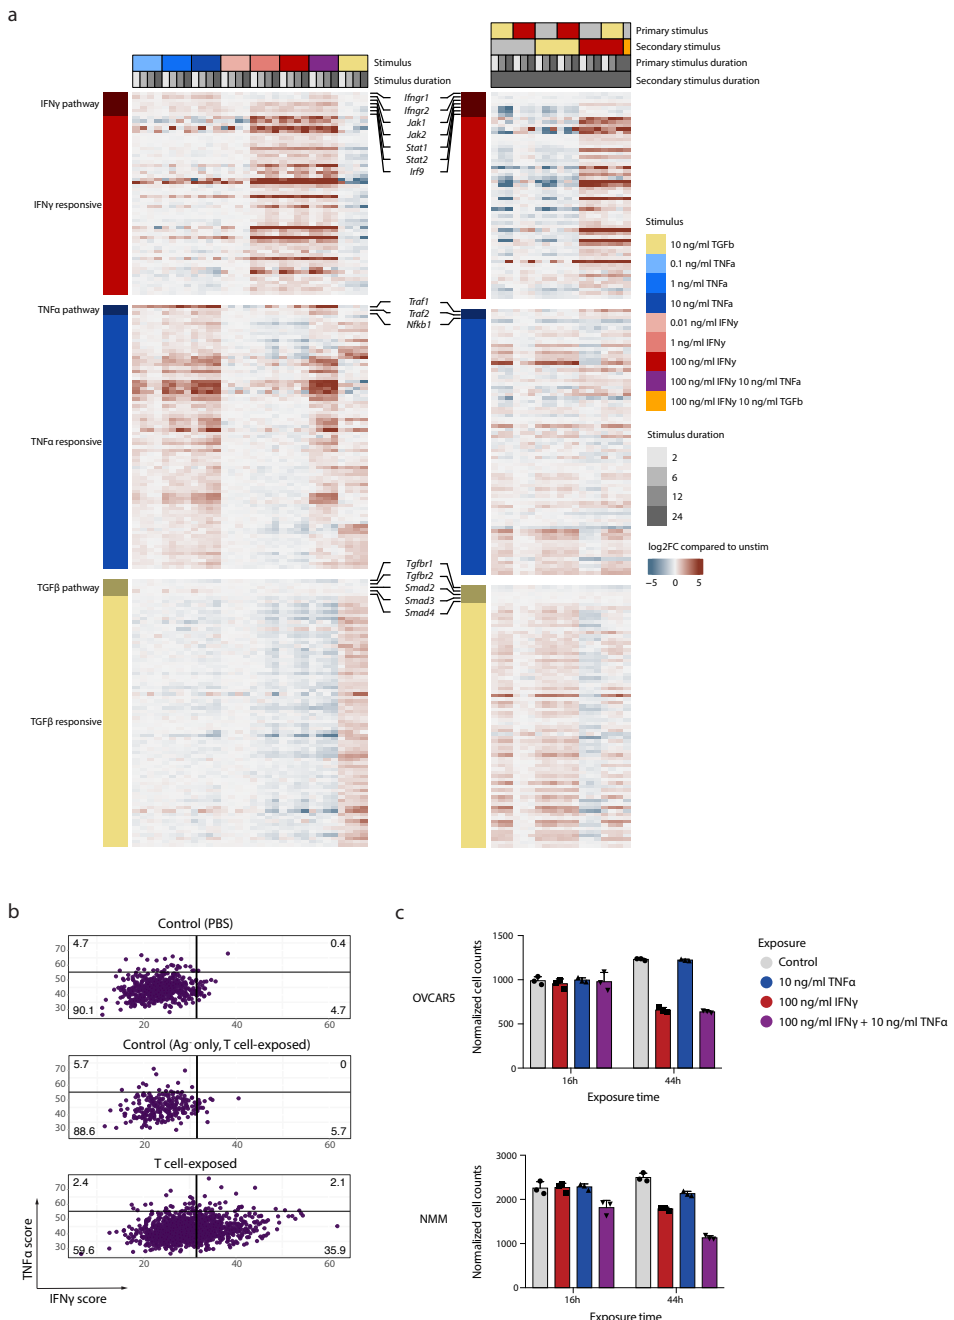 a
Stimulus
Stimulus duration
Primary stimulus
Secondary stimulus
Primary stimulus duration
Secondary stimulus duration
IFNγ pathway
IFNγ responsive
TNFα pathway
TNFα responsive
TGFβ pathway
TGFβ responsive
Ifngr1
Ifngr2
Jak1
Jak2
Stat1
Stat2
Irf9
Traf1
Traf2
Nfkb1
Tgfbr1
Tgfbr2
Smad2
Smad3
Smad4
Stimulus
10 ng/ml TGFb
0.1 ng/ml TNFa
1 ng/ml TNFa
10 ng/ml TNFa
0.01 ng/ml IFNγ
1 ng/ml IFNγ
100 ng/ml IFNγ
100 ng/ml IFNγ 10 ng/ml TNFa
100 ng/ml IFNγ 10 ng/ml TGFb
Stimulus duration
2
6
12
24
log2FC compared to unstim
−5 0 5
b
Control (PBS)
4.7 0.4
90.1 4.7
70
60
50
40
30
20 40 60
Control (Ag- only, T cell-exposed)
5.7 0
88.6 5.7
70
60
50
40
30
20 40 60
T cell-exposed
2.4 2.1
59.6 35.9
70
60
50
40
30
20 40 60
TNFα score
IFNγ score
c
OVCAR5
Normalized cell counts
1500
1000
500
0
16h 44h
Exposure time
Exposure
Control
10 ng/ml TNFα
100 ng/ml IFNγ
100 ng/ml IFNγ + 10 ng/ml TNFα
NMM
Normalized cell counts
3000
2000
1000
0
16h 44h
Exposure time